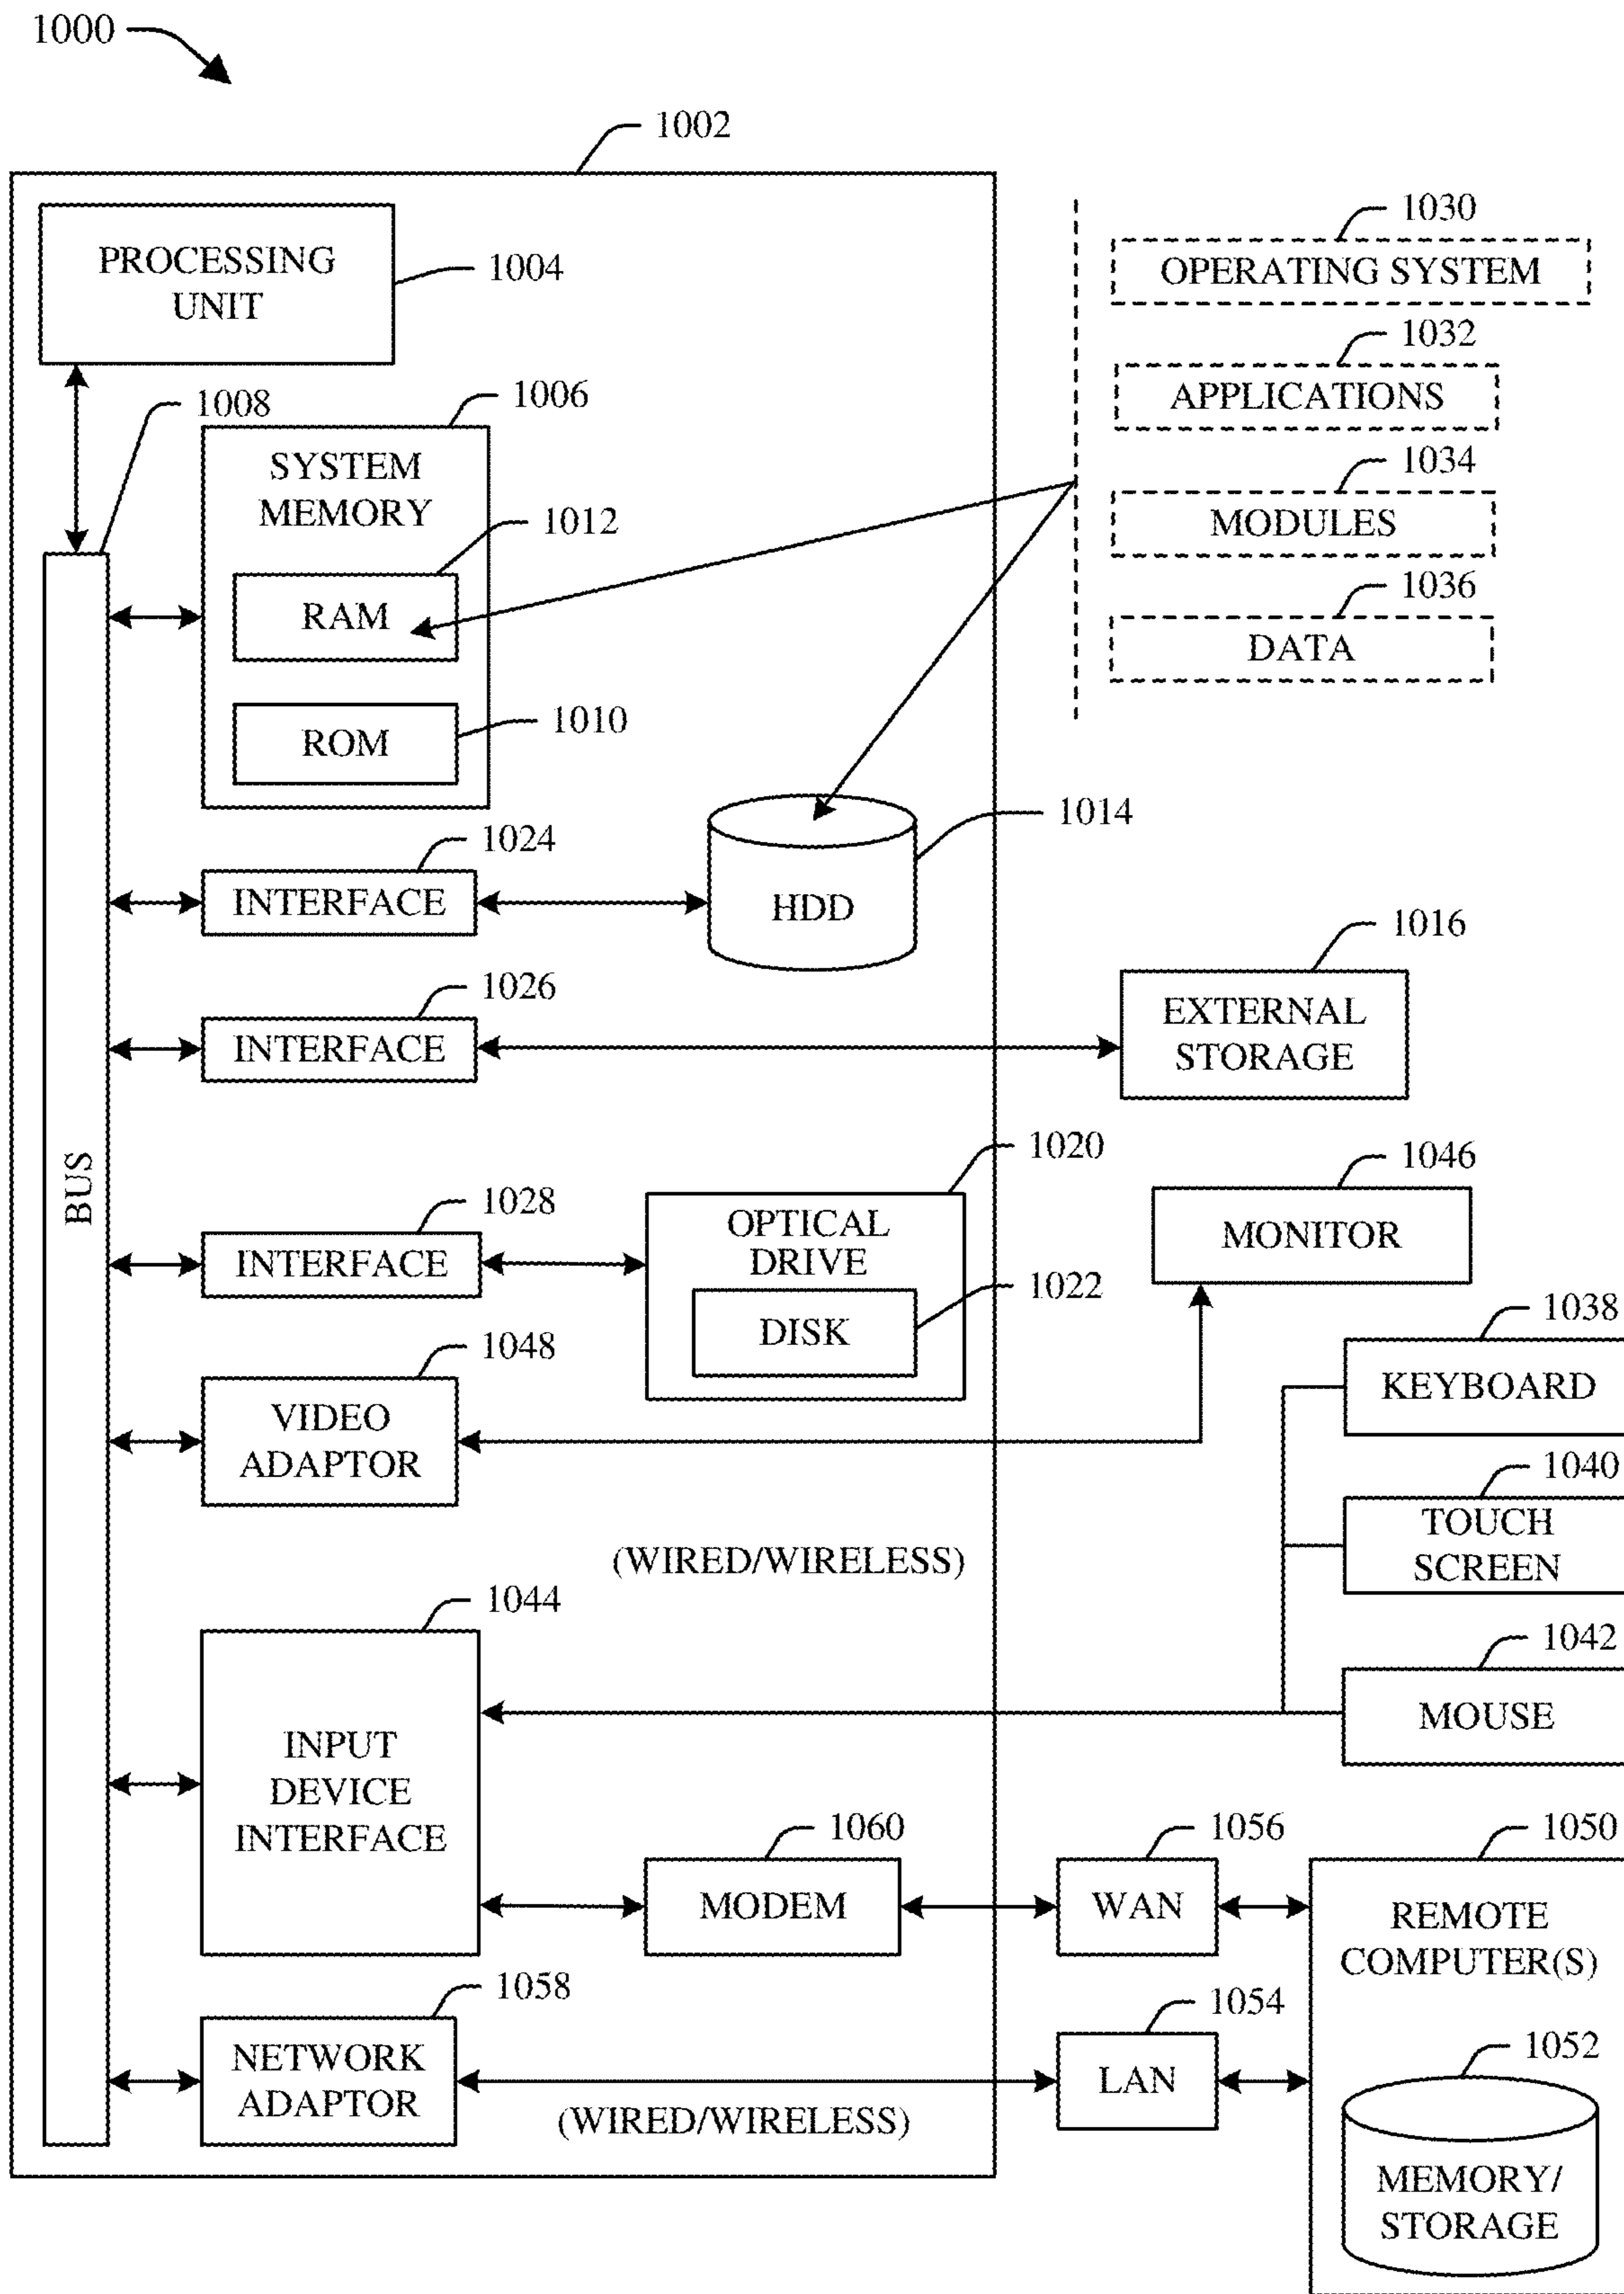 1000
1002
PROCESSING
UNIT
1004
1030
OPERATING SYSTEM
1032
APPLICATIONS
1034
MODULES
1036
DATA
1008
1006
SYSTEM
MEMORY
1012
RAM
1010
ROM
1024
INTERFACE
1014
HDD
1026
INTERFACE
1016
EXTERNAL
STORAGE
BUS
1028
INTERFACE
1020
OPTICAL
DRIVE
1022
DISK
1046
MONITOR
1048
VIDEO
ADAPTOR
1038
KEYBOARD
1040
TOUCH
SCREEN
(WIRED/WIRELESS)
1044
INPUT
DEVICE
INTERFACE
1042
MOUSE
1060
MODEM
1056
WAN
1050
REMOTE
COMPUTER(S)
1058
NETWORK
ADAPTOR
(WIRED/WIRELESS)
1054
LAN
1052
MEMORY/
STORAGE